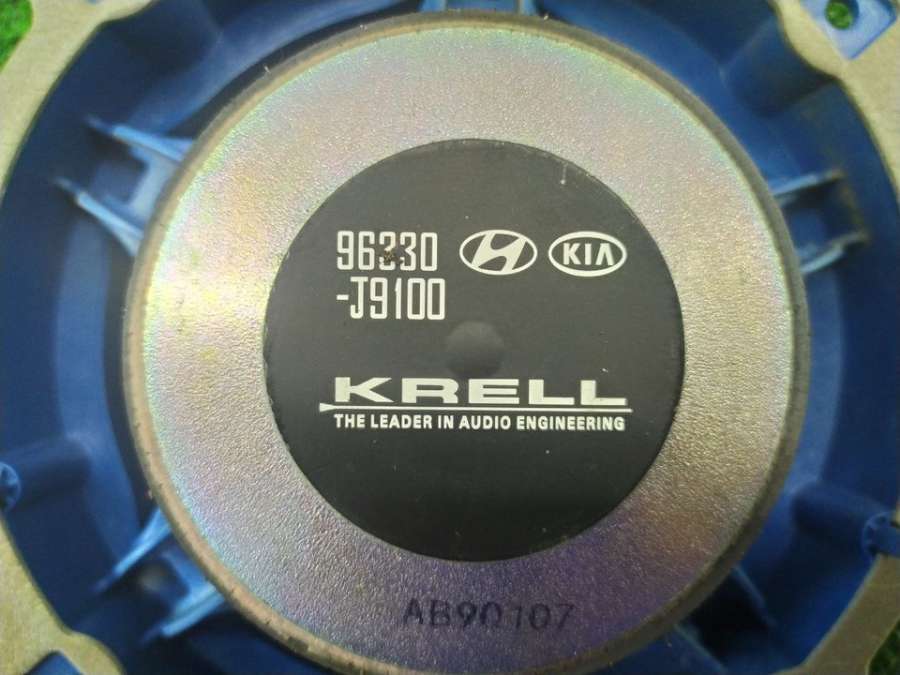 96330
-J9100
KIA
KRELL
THE LEADER IN AUDIO ENGINEERING
AB90107